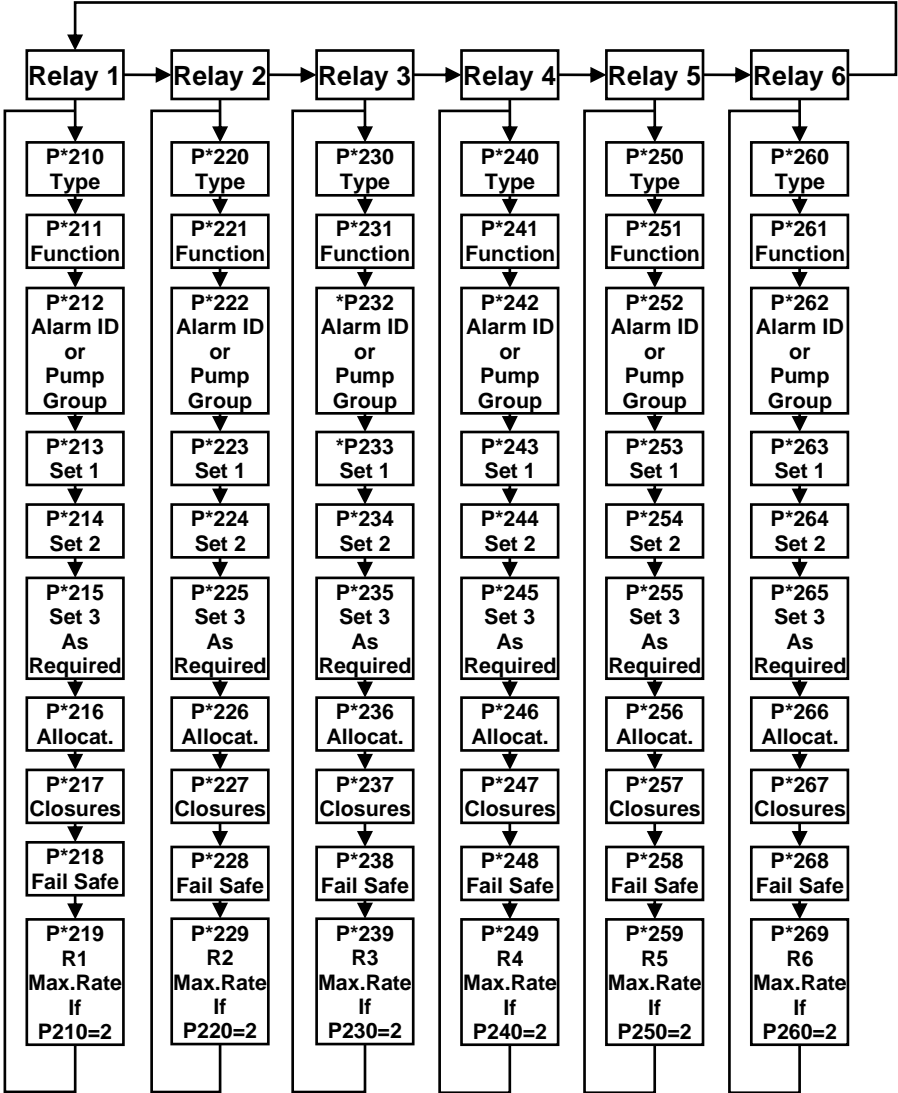 Relay 1
Relay 2
Relay 3
Relay 4
Relay 5
Relay 6
P*210
Type
P*211
Function
P*212
Alarm ID
or
Pump
Group
P*213
Set 1
P*214
Set 2
P*215
Set 3
As
Required
P*216
Allocat.
P*217
Closures
P*218
Fail Safe
P*219
R1
Max.Rate
If
P210=2
P*220
Type
P*221
Function
P*222
Alarm ID
or
Pump
Group
P*223
Set 1
P*224
Set 2
P*225
Set 3
As
Required
P*226
Allocat.
P*227
Closures
P*228
Fail Safe
P*229
R2
Max.Rate
If
P220=2
P*230
Type
P*231
Function
*P232
Alarm ID
or
Pump
Group
*P233
Set 1
P*234
Set 2
P*235
Set 3
As
Required
P*236
Allocat.
P*237
Closures
P*238
Fail Safe
P*239
R3
Max.Rate
If
P230=2
P*240
Type
P*241
Function
P*242
Alarm ID
or
Pump
Group
P*243
Set 1
P*244
Set 2
P*245
Set 3
As
Required
P*246
Allocat.
P*247
Closures
P*248
Fail Safe
P*249
R4
Max.Rate
If
P240=2
P*250
Type
P*251
Function
P*252
Alarm ID
or
Pump
Group
P*253
Set 1
P*254
Set 2
P*255
Set 3
As
Required
P*256
Allocat.
P*257
Closures
P*258
Fail Safe
P*259
R5
Max.Rate
If
P250=2
P*260
Type
P*261
Function
P*262
Alarm ID
or
Pump
Group
P*263
Set 1
P*264
Set 2
P*265
Set 3
As
Required
P*266
Allocat.
P*267
Closures
P*268
Fail Safe
P*269
R6
Max.Rate
If
P260=2